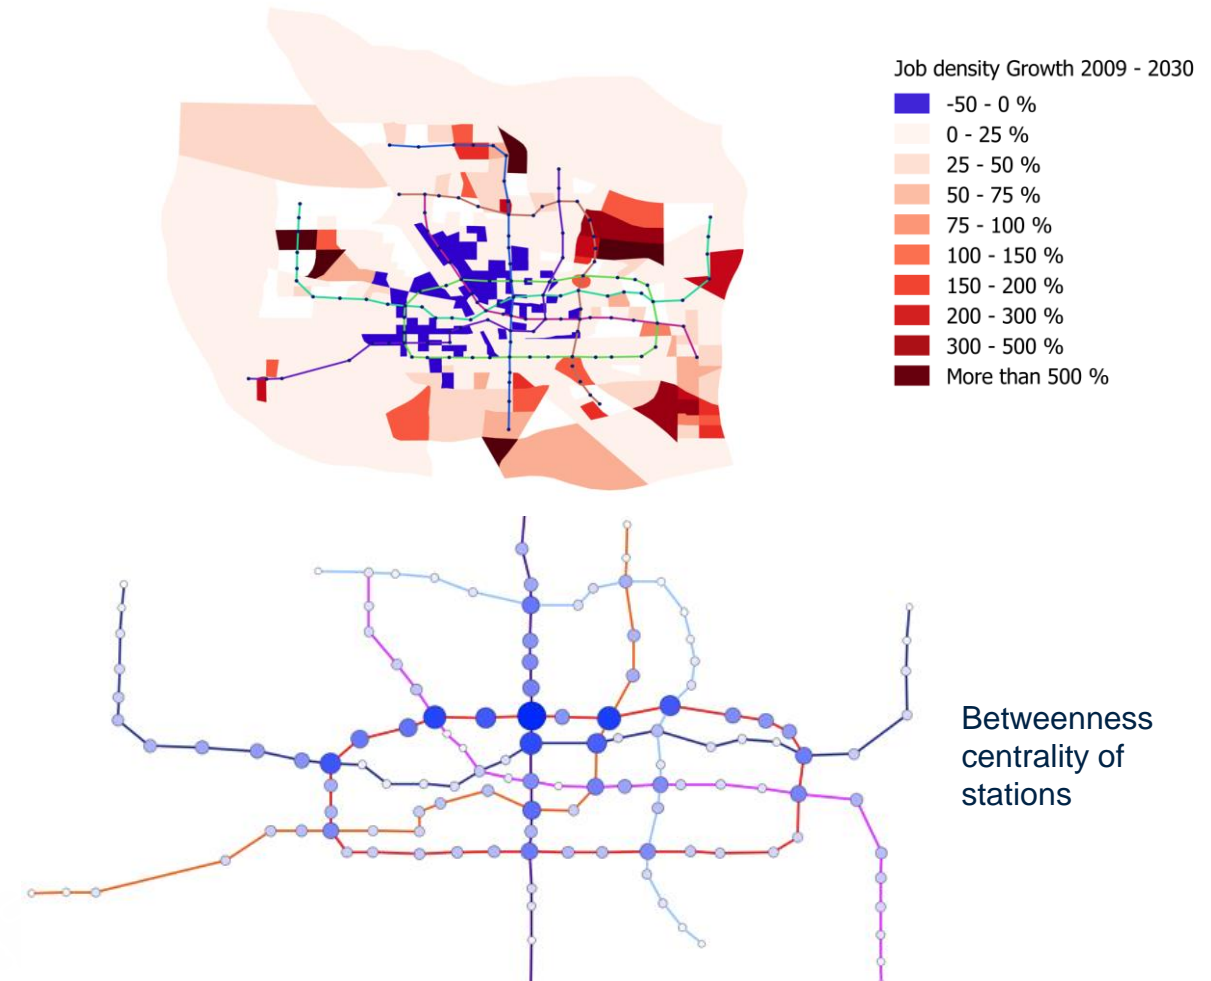 Job density Growth 2009 - 2030
-50 - 0 %
0 - 25 %
25 - 50 %
50 - 75 %
75 - 100 %
100 - 150 %
150 - 200 %
200 - 300 %
300 - 500 %
More than 500 %
Betweenness
centrality of
stations